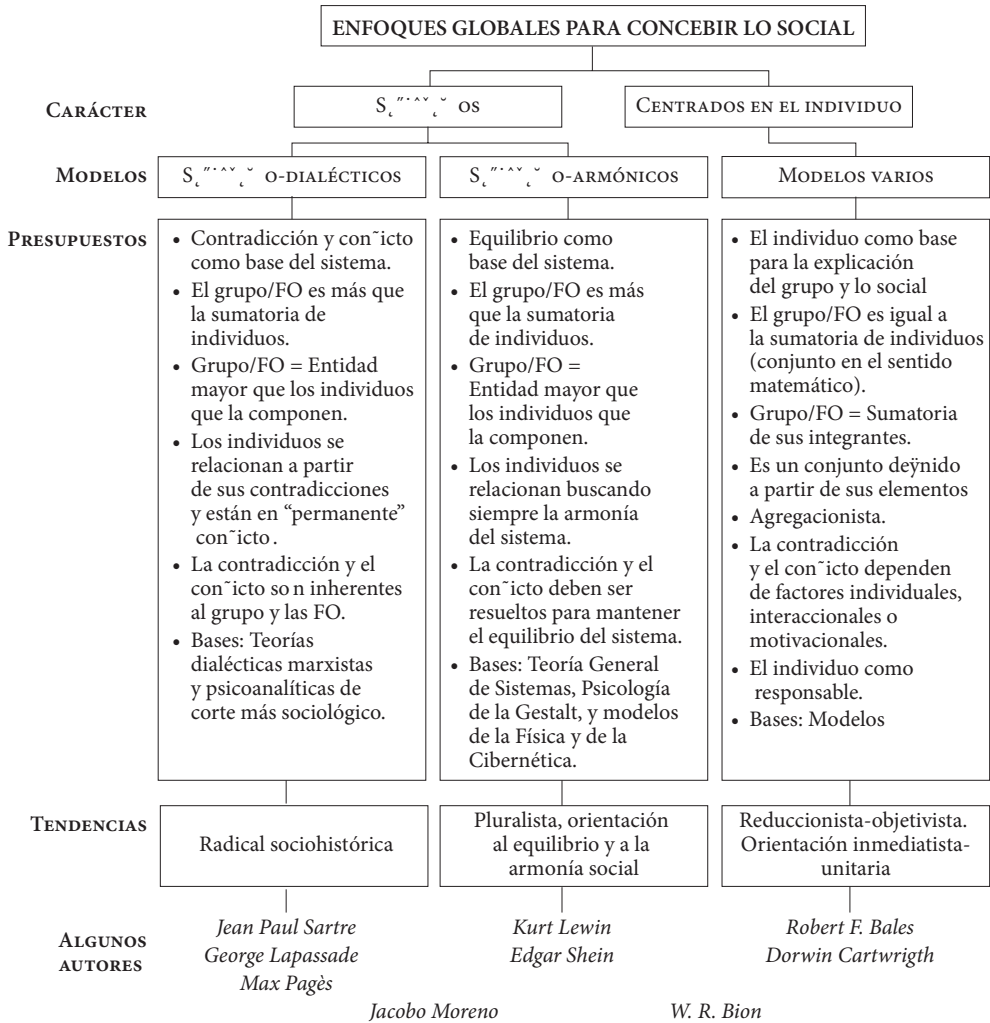 ENFOQUES GLOBALES PARA CONCEBIR LO SOCIAL
CARÁCTER
OS
CENTRADOS EN EL INDIVIDUO
MODELOS
O-DIALÉCTICOS
O-ARMÓNICOS
MODELOS VARIOS
PRESUPUESTOS
• Contradicción y con˜icto
como base del sistema.
• El grupo/FO es más que
la sumatoria de
individuos.
• Grupo/FO = Entidad
mayor que los individuos
que la componen.
• Los individuos se
relacionan a partir
de sus contradicciones
y están en “permanente”
con˜icto.
• La contradicción y el
con˜icto so n inherentes
al grupo y las FO.
• Bases: Teorías
dialécticas marxistas
y psicoanalíticas de
corte más sociológico.
• Equilibrio como
base del sistema.
• El grupo/FO es más
que la sumatoria
de individuos.
• Grupo/FO =
Entidad mayor que
los individuos que
la componen.
• Los individuos se
relacionan buscando
siempre la armonía
del sistema.
• La contradicción y el
con˜icto deben ser
resueltos para mantener
el equilibrio del sistema.
• Bases: Teoría General
de Sistemas, Psicología
de la Gestalt, y modelos
de la Física y de la
Cibernética.
• El individuo como base
para la explicación
del grupo y lo social
• El grupo/FO es igual a
la sumatoria de individuos
(conjunto en el sentido
matemático).
• Grupo/FO = Sumatoria
de sus integrantes.
• Es un conjunto deÿnido
a partir de sus elementos
• Agregacionista.
• La contradicción
y el con˜icto dependen
de factores individuales,
interaccionales o
motivacionales.
• El individuo como
responsable.
• Bases: Modelos
TENDENCIAS
Radical sociohistórica
Pluralista, orientación
al equilibrio y a la
armonía social
Reduccionista-objetivista.
Orientación inmediatista-
unitaria
ALGUNOS
AUTORES
Jean Paul Sartre
George Lapassade
Max Pagès
Kurt Lewin
Edgar Shein
Robert F. Bales
Dorwin Cartwrigth
Jacobo Moreno
W. R. Bion